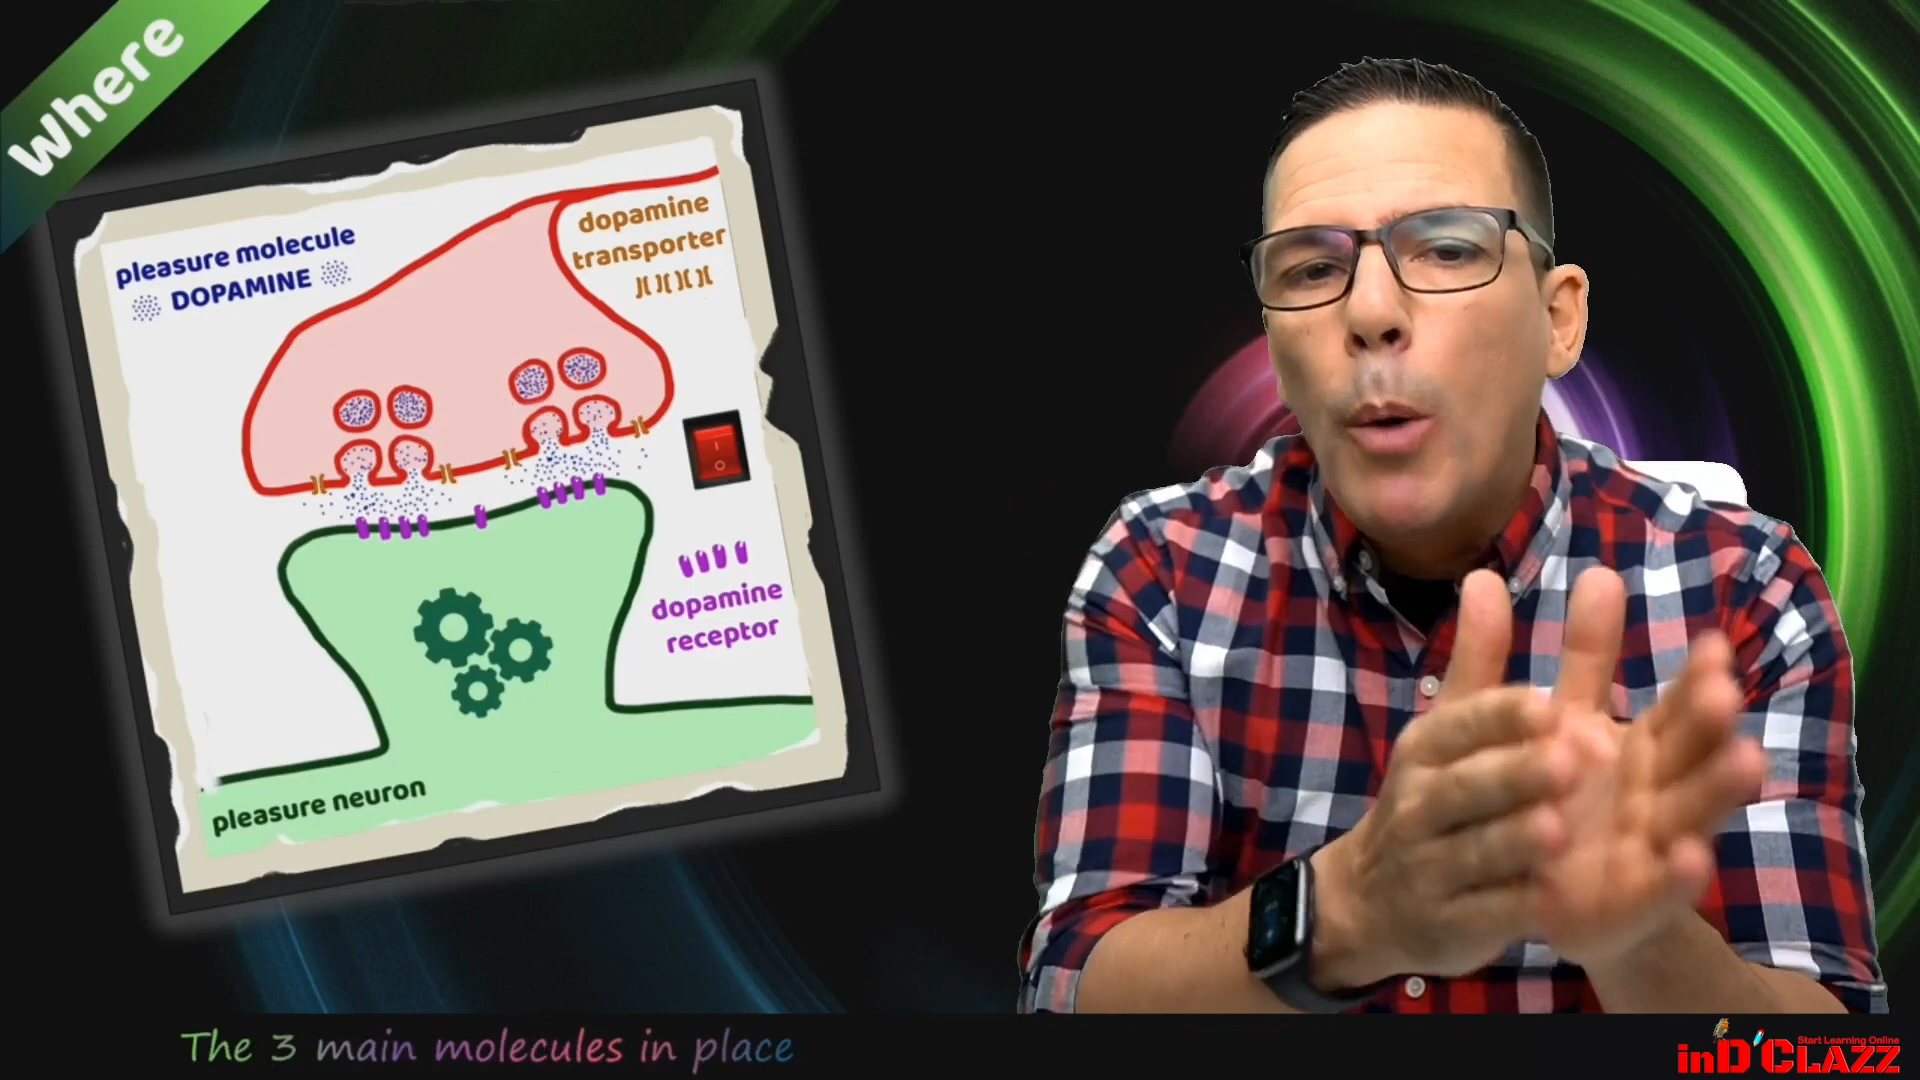 Where
pleasure molecule
DOPAMINE
dopamine
transporter
dopamine
receptor
pleasure neuron
The 3 main molecules in place
Start Learning Online
inD'CLAZZ